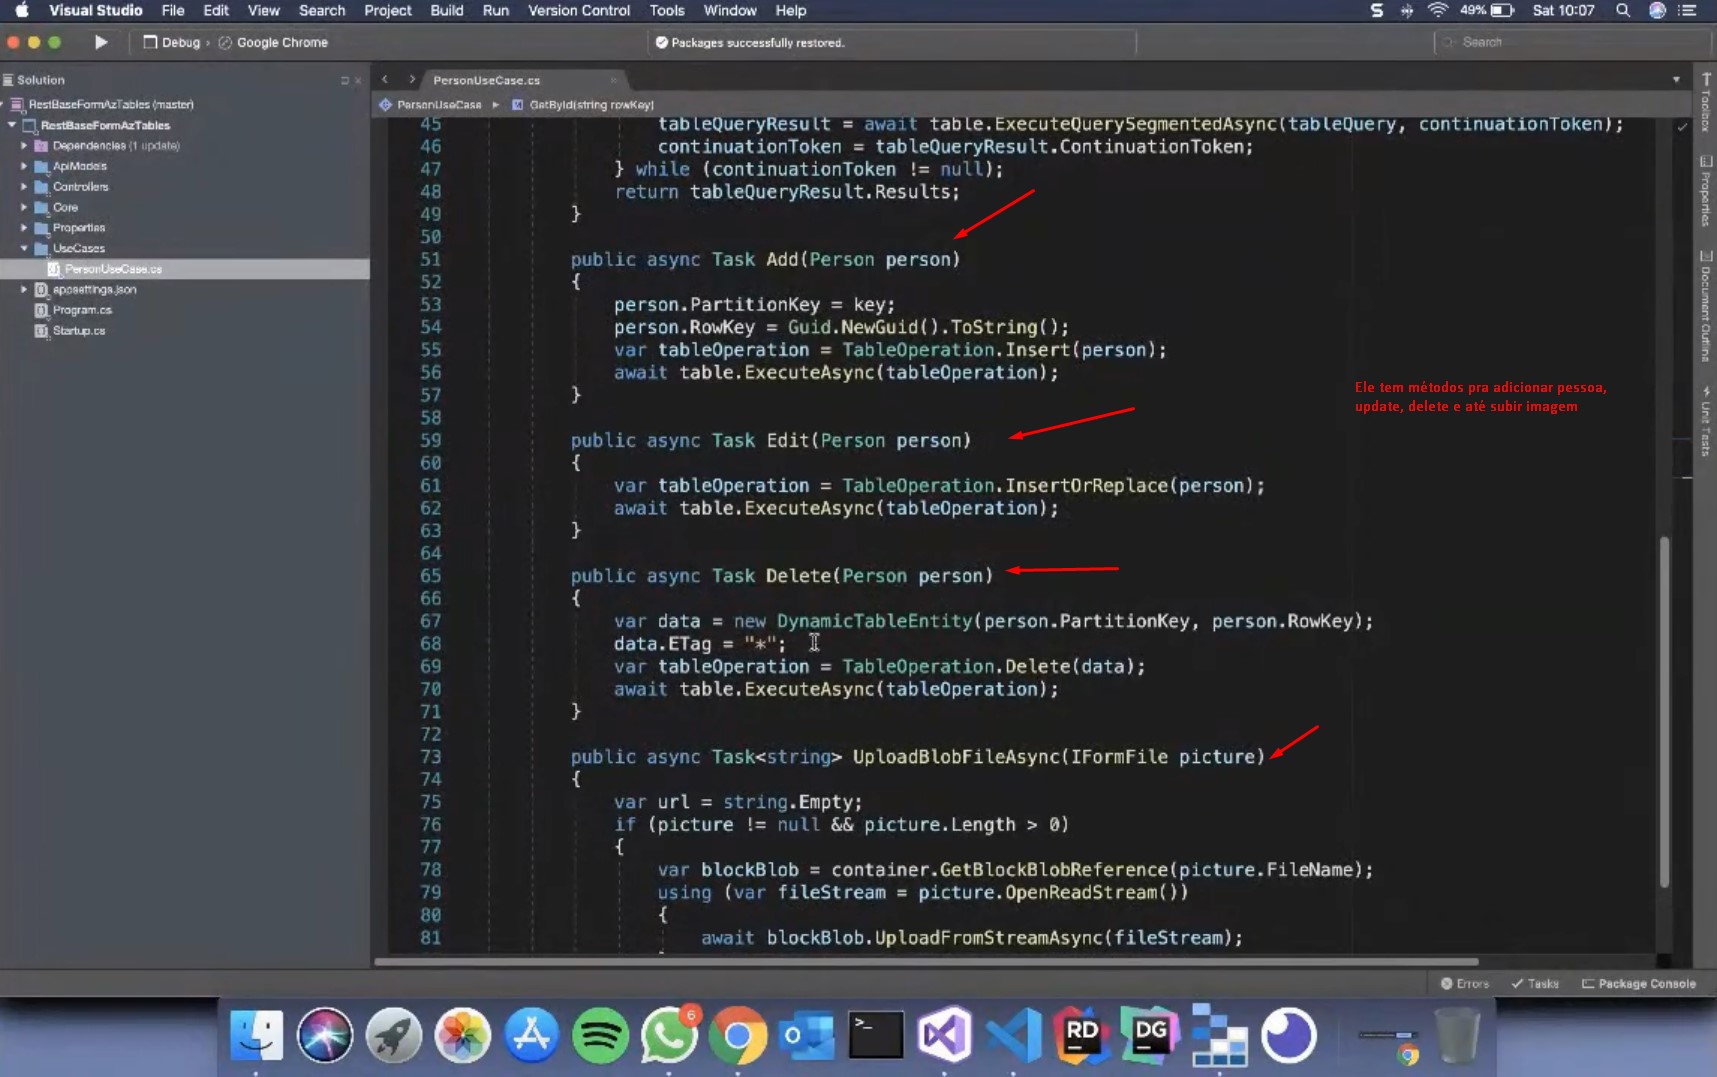 Visual Studio File Edit View Search Project Build Run Version Control Tools Window Help
49% Sat 10:07
Debug › Google Chrome
Packages successfully restored.
Search
Solution
RestBaseFormAzTables (master)
RestBaseFormAzTables
Dependencies (1 update)
ApiModels
Controllers
Core
Properties
UseCases
PersonUseCase.cs
appsettings.json
Program.cs
Startup.cs
PersonUseCase.cs
PersonUseCase GetById(string rowKey)
45 tableQueryResult = await table.ExecuteQuerySegmentedAsync(tableQuery, continuationToken);
46 continuationToken = tableQueryResult.ContinuationToken;
47 } while (continuationToken != null);
48 return tableQueryResult.Results;
49 }
50
51 public async Task Add(Person person)
52 {
53 person.PartitionKey = key;
54 person.RowKey = Guid.NewGuid().ToString();
55 var tableOperation = TableOperation.Insert(person);
56 await table.ExecuteAsync(tableOperation);
57 }
58
59 public async Task Edit(Person person)
60 {
61 var tableOperation = TableOperation.InsertOrReplace(person);
62 await table.ExecuteAsync(tableOperation);
63 }
64
65 public async Task Delete(Person person)
66 {
67 var data = new DynamicTableEntity(person.PartitionKey, person.RowKey);
68 data.ETag = "*";
69 var tableOperation = TableOperation.Delete(data);
70 await table.ExecuteAsync(tableOperation);
71 }
72
73 public async Task<string> UploadBlobFileAsync(IFormFile picture)
74 {
75 var url = string.Empty;
76 if (picture != null && picture.Length > 0)
77 {
78 var blockBlob = container.GetBlockBlobReference(picture.FileName);
79 using (var fileStream = picture.OpenReadStream())
80 {
81 await blockBlob.UploadFromStreamAsync(fileStream);
Ele tem métodos pra adicionar pessoa,
update, delete e até subir imagem
Toolbox
Properties
Document Outline
Unit Tests
Errors Tasks Package Console
6
RD
DG